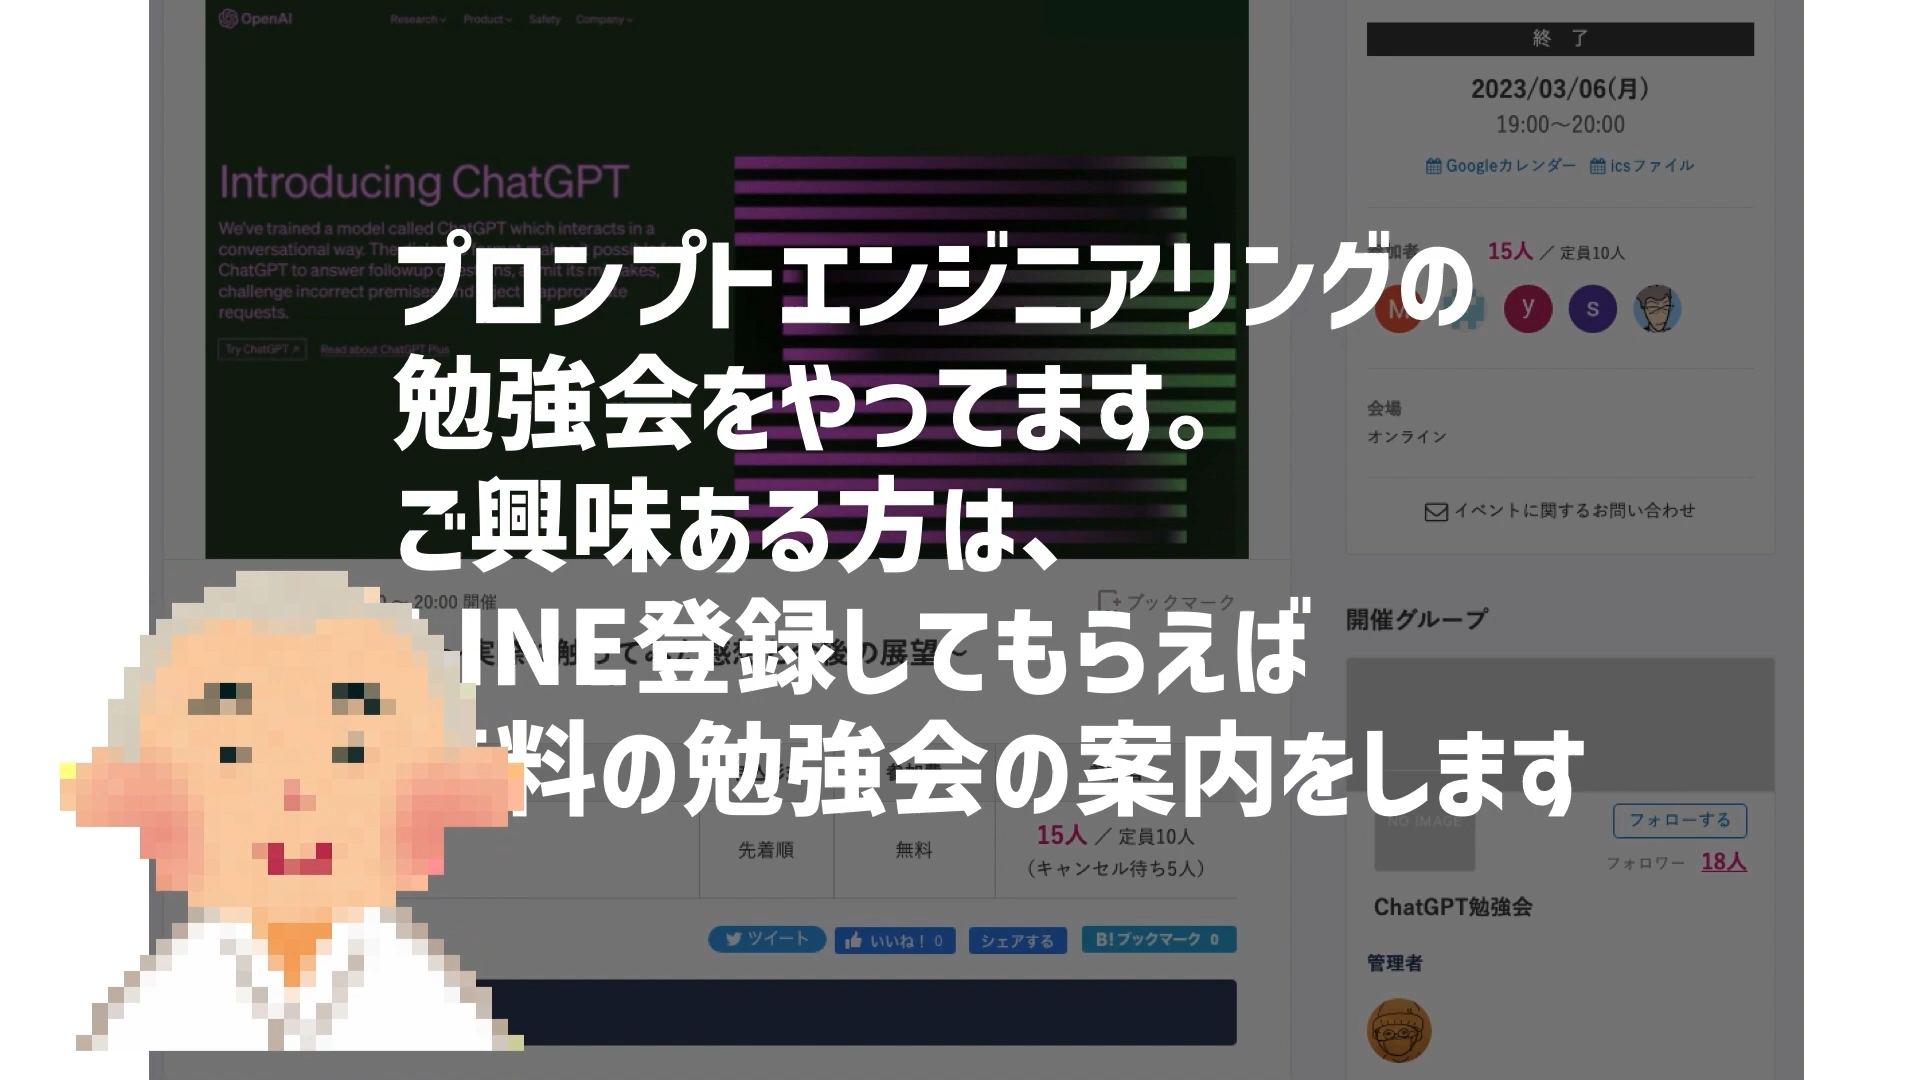 OpenAI
Research Product Safety Company
Introducing ChatGPT
We've trained a model called ChatGPT which interacts in a
conversational way. The
ChatGPT to answer followup
challenge incorrect premises
requests.
Try ChatGPT
Read about ChatGPT Plus
プロンプトエンジニアリングの
勉強会をやってます。
ご興味ある方は、
INE登録してもらえば
料の勉強会の案内をします
20:00 開催
ブックマーク
の展望～
先着順
無料
15人 ／ 定員10人
（キャンセル待ち5人）
ツイート
いいね！ 0
シェアする
B!ブックマーク 0
終 了
2023/03/06(月)
19:00～20:00
Googleカレンダー icsファイル
15人 ／ 定員10人
M
y
s
会場
オンライン
イベントに関するお問い合わせ
開催グループ
NO IMAGE
フォローする
フォロワー 18人
ChatGPT勉強会
管理者